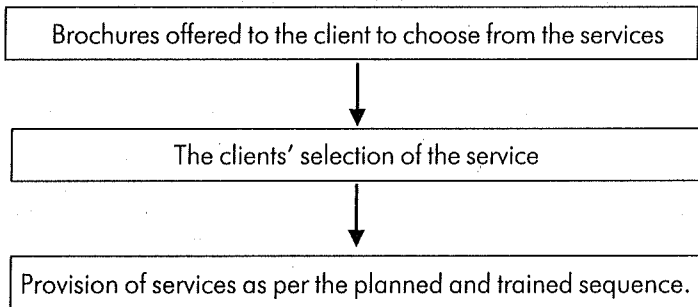 Brochures offered to the client to choose from the services
The clients' selection of the service
Provision of services as per the planned and trained sequence.